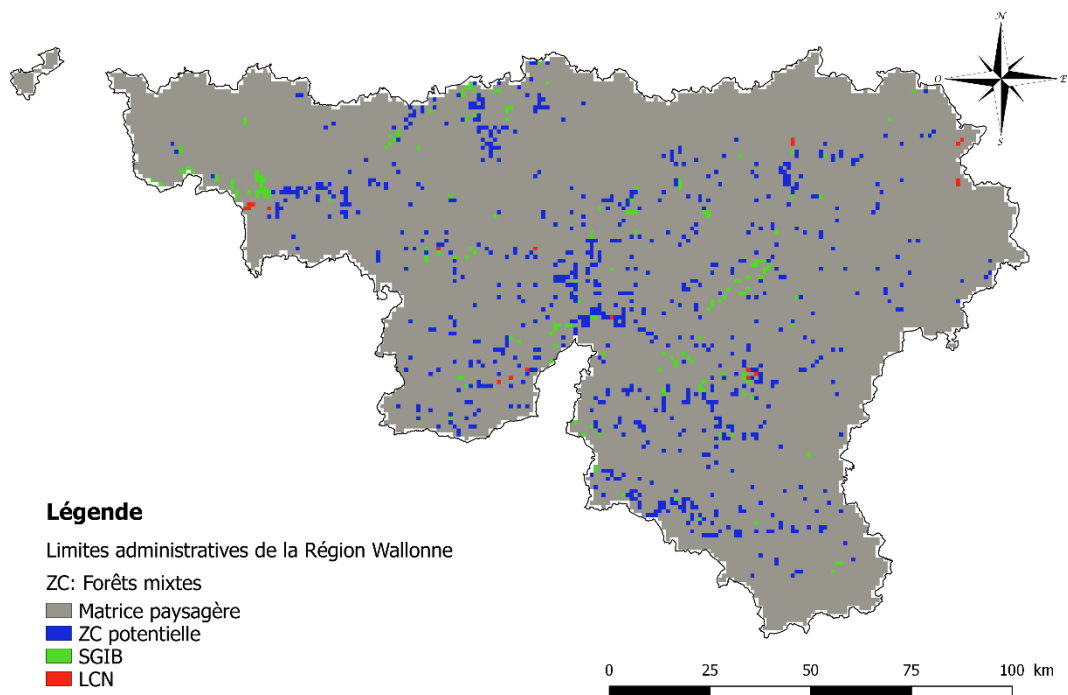 N
O
E
S
Légende
Limites administratives de la Région Wallonne
ZC: Forêts mixtes
Matrice paysagère
ZC potentielle
SGIB
LCN
0 25 50 75 100 km